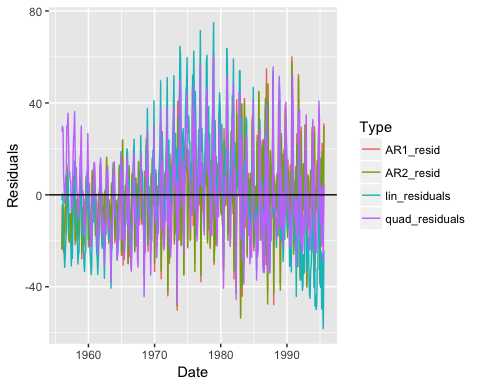 80
40
0
-40
Residuals
1960
1970
1980
1990
Date
Type
AR1_resid
AR2_resid
lin_residuals
quad_residuals